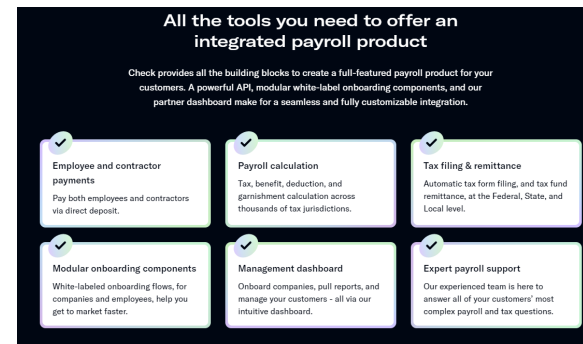 All the tools you need to offer an
integrated payroll product
Check provides all the building blocks to create a full-featured payroll product for your
customers. A powerful API, modular white-label onboarding components, and our
partner dashboard make for a seamless and fully customizable integration.
Employee and contractor
payments
Pay both employees and contractors
via direct deposit.
Payroll calculation
Tax, benefit, deduction, and
garnishment calculation across
thousands of tax jurisdictions.
Tax filing & remittance
Automatic tax form filing, and tax fund
remittance, at the Federal, State, and
Local level.
Modular onboarding components
White-labeled onboarding flows, for
companies and employees, help you
get to market faster.
Management dashboard
Onboard companies, pull reports, and
manage your customers - all via our
intuitive dashboard.
Expert payroll support
Our experienced team is here to
answer all of your customers' most
complex payroll and tax questions.